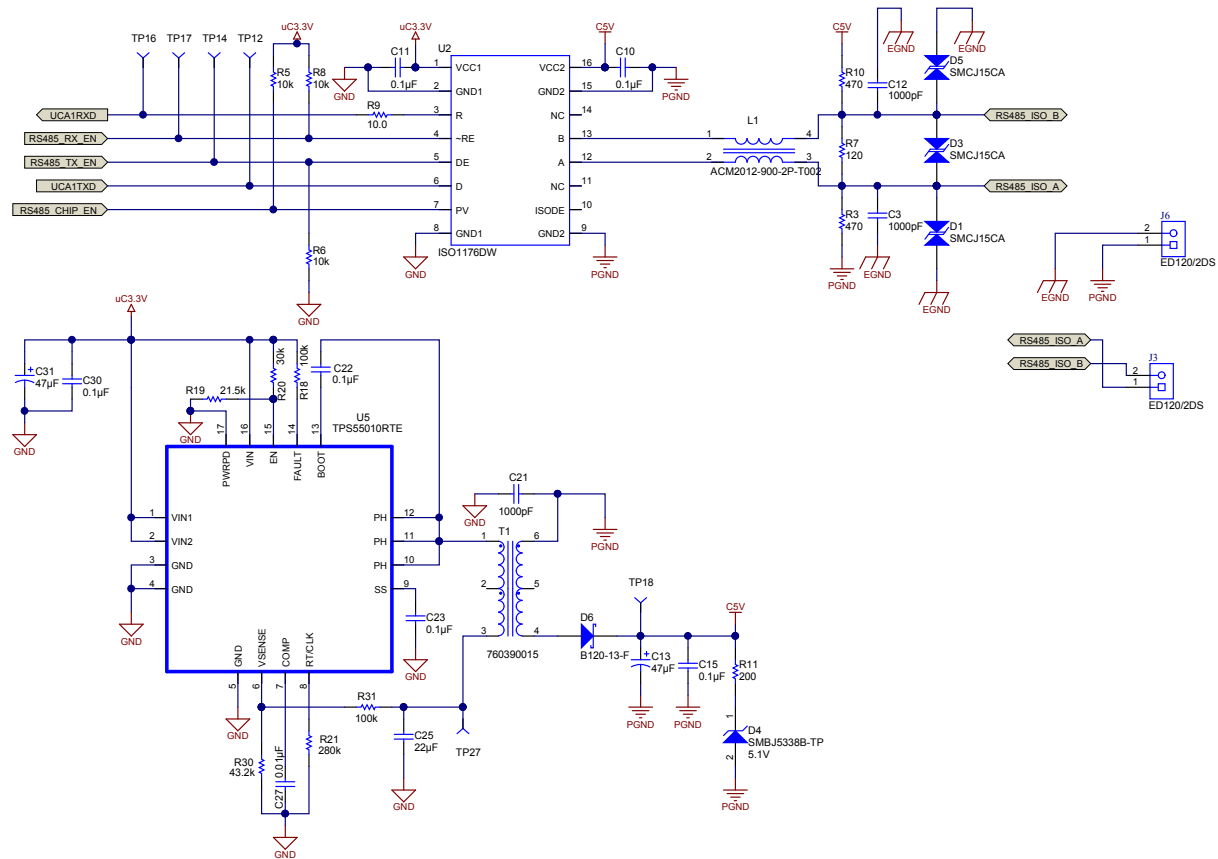 TP16
TP17
TP14
TP12
uC3.3V
uC3.3V
C5V
C5V
EGND
EGND
R5
10k
R8
10k
C11
0.1µF
GND
U2
1
VCC1
2
GND1
3
R
4
~RE
5
DE
6
D
7
PV
8
GND1
VCC2
16
GND2
15
NC
14
B
13
A
12
NC
11
ISODE
10
GND2
9
ISO1176DW
C10
0.1µF
PGND
UCA1RXD
RS485_RX_EN
RS485_TX_EN
UCA1TXD
RS485_CHIP_EN
R9
10.0
R6
10k
GND
GND
PGND
L1
1
4
2
3
ACM2012-900-2P-T002
R10
470
C12
1000pF
D5
SMCJ15CA
R7
120
D3
SMCJ15CA
R3
470
C3
1000pF
D1
SMCJ15CA
PGND
EGND
EGND
RS485_ISO_B
RS485_ISO_A
J6
2
1
ED120/2DS
EGND
PGND
RS485_ISO_A
RS485_ISO_B
J3
2
1
ED120/2DS
uC3.3V
C31
47µF
C30
0.1µF
GND
R19
21.5k
R20
30k
R18
100k
C22
0.1µF
GND
U5
TPS55010RTE
17
16
15
14
13
PWRPD
VIN
EN
FAULT
BOOT
1
VIN1
2
VIN2
3
GND
4
GND
PH
12
PH
11
PH
10
SS
9
GND
VSENSE
COMP
RT/CLK
5
6
7
8
GND
GND
C23
0.1µF
GND
C21
1000pF
GND
PGND
T1
1
2
3
6
5
4
760390015
D6
B120-13-F
TP18
C13
47µF
PGND
C15
0.1µF
PGND
C5V
R11
200
1
D4
SMBJ5338B-TP
5.1V
2
PGND
R31
100k
C25
22µF
GND
TP27
R30
43.2k
C27
0.01µF
R21
280k
GND